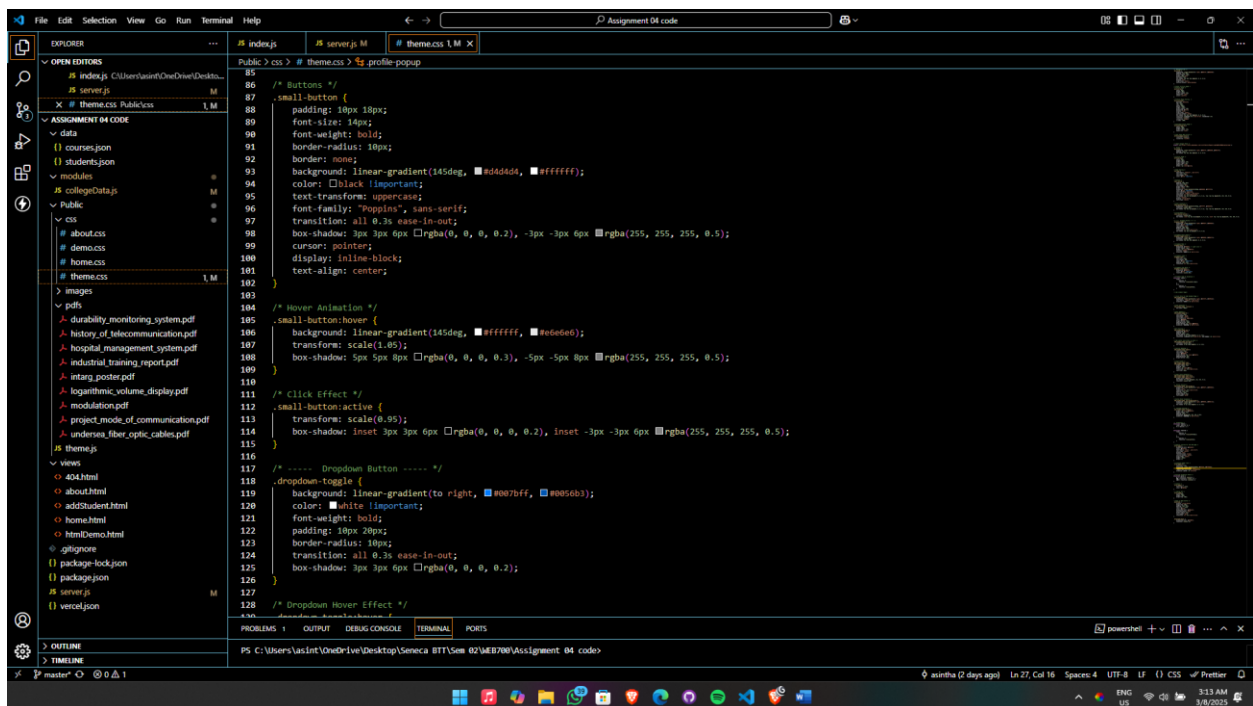 File Edit Selection View Go Run Terminal Help
Assignment 04 code
EXPLORER
JS index.js
JS server.js M
# theme.css 1, M
OPEN EDITORS
JS index.js C:\Users\asint\OneDrive\Deskto...
JS server.js M
# theme.css Public\css 1, M
ASSIGNMENT 04 CODE
data
{} courses.json
{} students.json
modules
JS collegeData.js M
Public
css
# about.css
# demo.css
# home.css
# theme.css 1, M
images
pdfs
durability_monitoring_system.pdf
history_of_telecommunication.pdf
hospital_management_system.pdf
industrial_training_report.pdf
intarg_poster.pdf
logarithmic_volume_display.pdf
modulation.pdf
project_mode_of_communication.pdf
undersea_fiber_optic_cables.pdf
JS theme.js
views
404.html
about.html
addStudent.html
home.html
htmlDemo.html
.gitignore
{} package-lock.json
{} package.json
JS server.js M
{} vercel.json
OUTLINE
TIMELINE
Public > css > # theme.css > .profile-popup
85
86 /* Buttons */
87 .small-button {
88 padding: 10px 18px;
89 font-size: 14px;
90 font-weight: bold;
91 border-radius: 10px;
92 border: none;
93 background: linear-gradient(145deg, #d4d4d4, #ffffff);
94 color: black !important;
95 text-transform: uppercase;
96 font-family: "Poppins", sans-serif;
97 transition: all 0.3s ease-in-out;
98 box-shadow: 3px 3px 6px rgba(0, 0, 0, 0.2), -3px -3px 6px rgba(255, 255, 255, 0.5);
99 cursor: pointer;
100 display: inline-block;
101 text-align: center;
102 }
103
104 /* Hover Animation */
105 .small-button:hover {
106 background: linear-gradient(145deg, #ffffff, #e6e6e6);
107 transform: scale(1.05);
108 box-shadow: 5px 5px 8px rgba(0, 0, 0, 0.3), -5px -5px 8px rgba(255, 255, 255, 0.5);
109 }
110
111 /* Click Effect */
112 .small-button:active {
113 transform: scale(0.95);
114 box-shadow: inset 3px 3px 6px rgba(0, 0, 0, 0.2), inset -3px -3px 6px rgba(255, 255, 255, 0.5);
115 }
116
117 /* ----- Dropdown Button ----- */
118 .dropdown-toggle {
119 background: linear-gradient(to right, #007bff, #0056b3);
120 color: white !important;
121 font-weight: bold;
122 padding: 10px 20px;
123 border-radius: 10px;
124 transition: all 0.3s ease-in-out;
125 box-shadow: 3px 3px 6px rgba(0, 0, 0, 0.2);
126 }
127
128 /* Dropdown Hover Effect */
PROBLEMS 1 OUTPUT DEBUG CONSOLE TERMINAL PORTS
powershell
PS C:\Users\asint\OneDrive\Desktop\Seneca BTT\Sem 02\WEB700\Assignment 04 code>
master* 0 1 asintha (2 days ago) Ln 27, Col 16 Spaces: 4 UTF-8 LF {} CSS Prettier
ENG
US
3:13 AM
3/8/2025